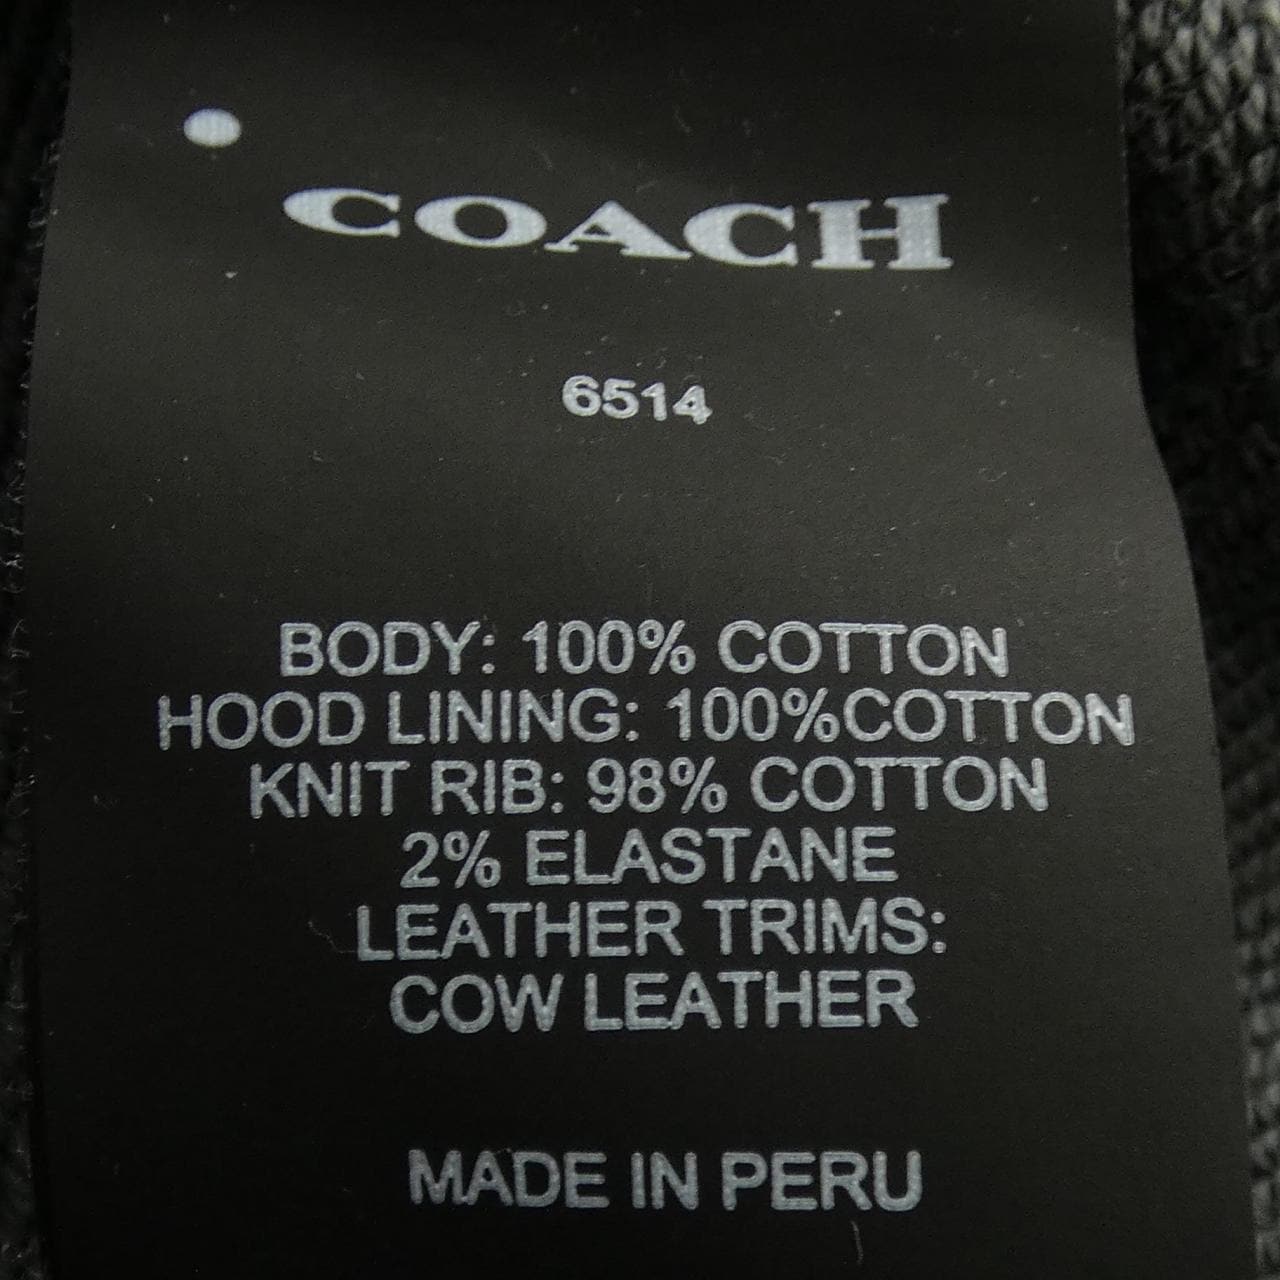 COACH
6514
BODY: 100% COTTON
HOOD LINING: 100%COTTON
KNIT RIB: 98% COTTON
2% ELASTANE
LEATHER TRIMS:
COW LEATHER
MADE IN PERU